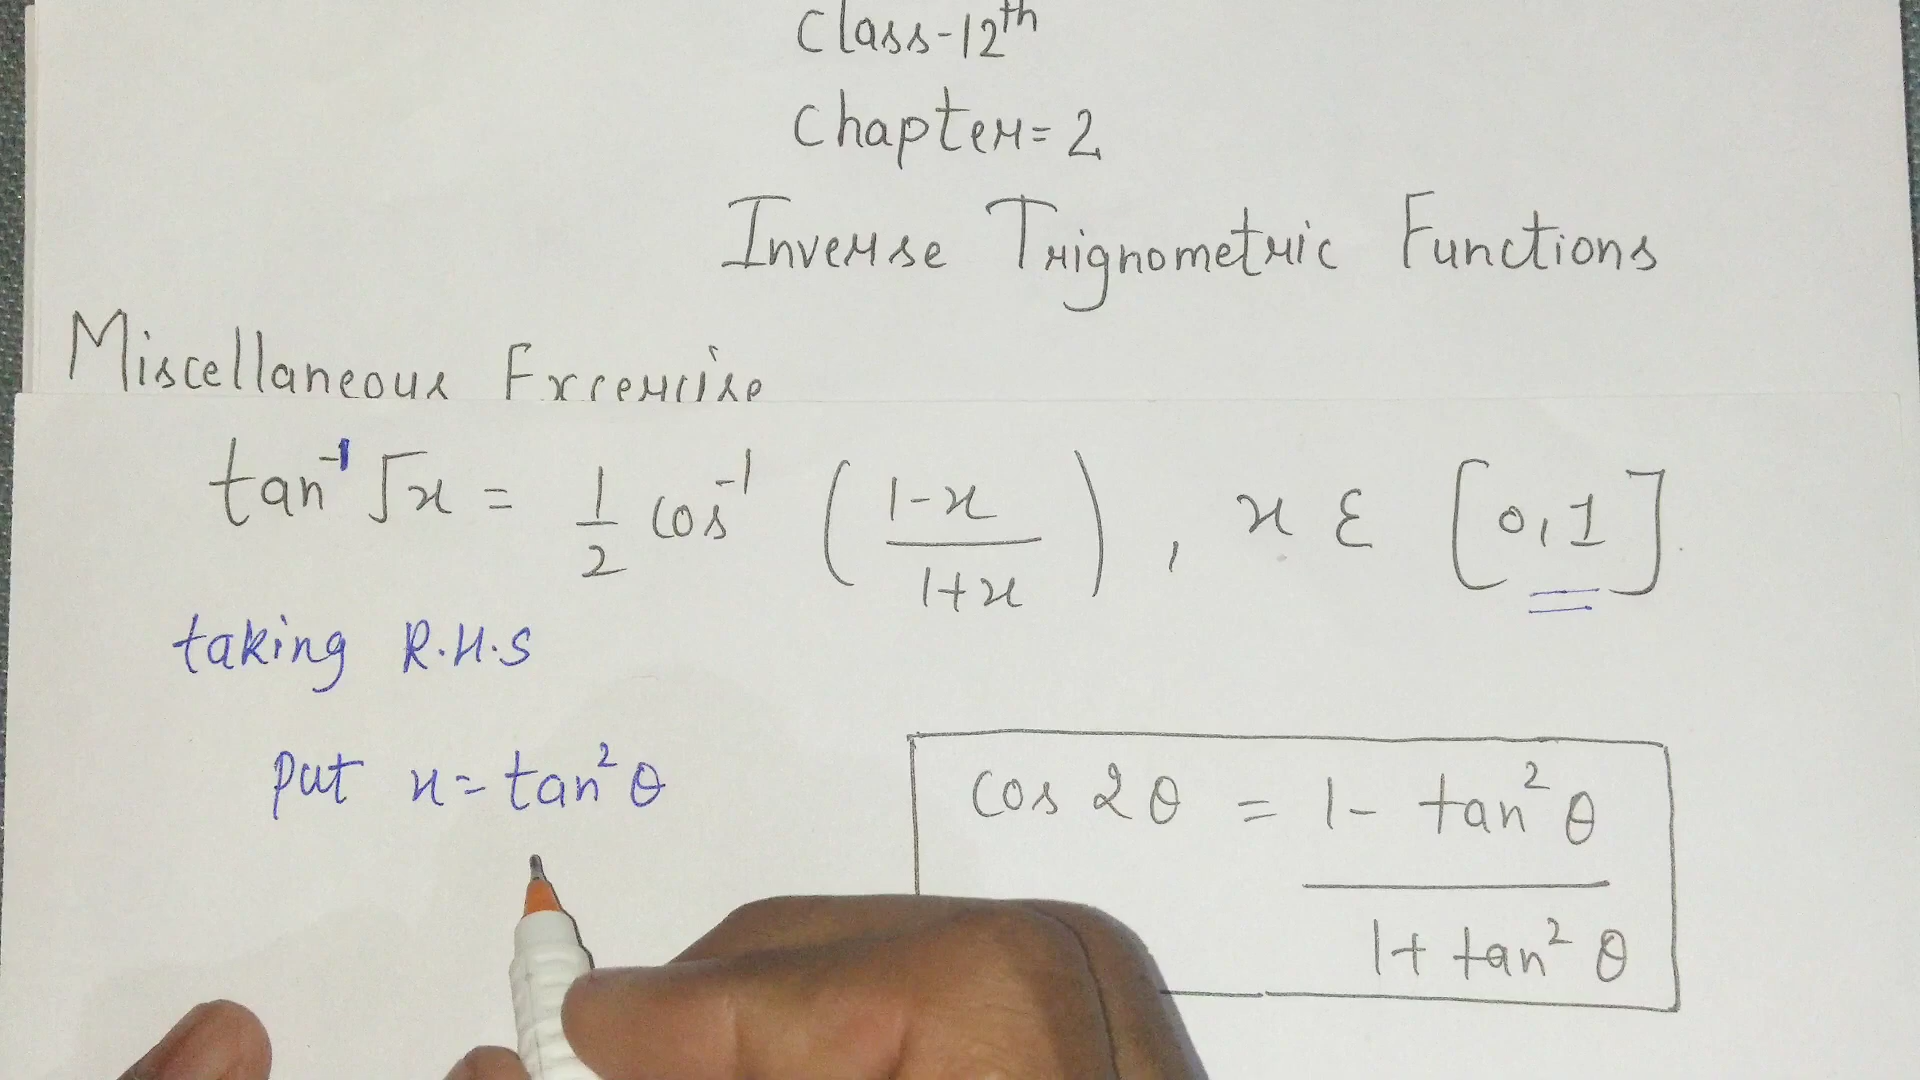 Class-12th
Chapter=2
Inverse Trignometric Functions
Miscellaneous Excercise
tan⁻¹ √x = 1/2 cos⁻¹ (1-x / 1+x), x ε [0,1]
taking R.H.S
Put x = tan²θ
cos 2θ = 1 - tan²θ / 1 + tan²θ